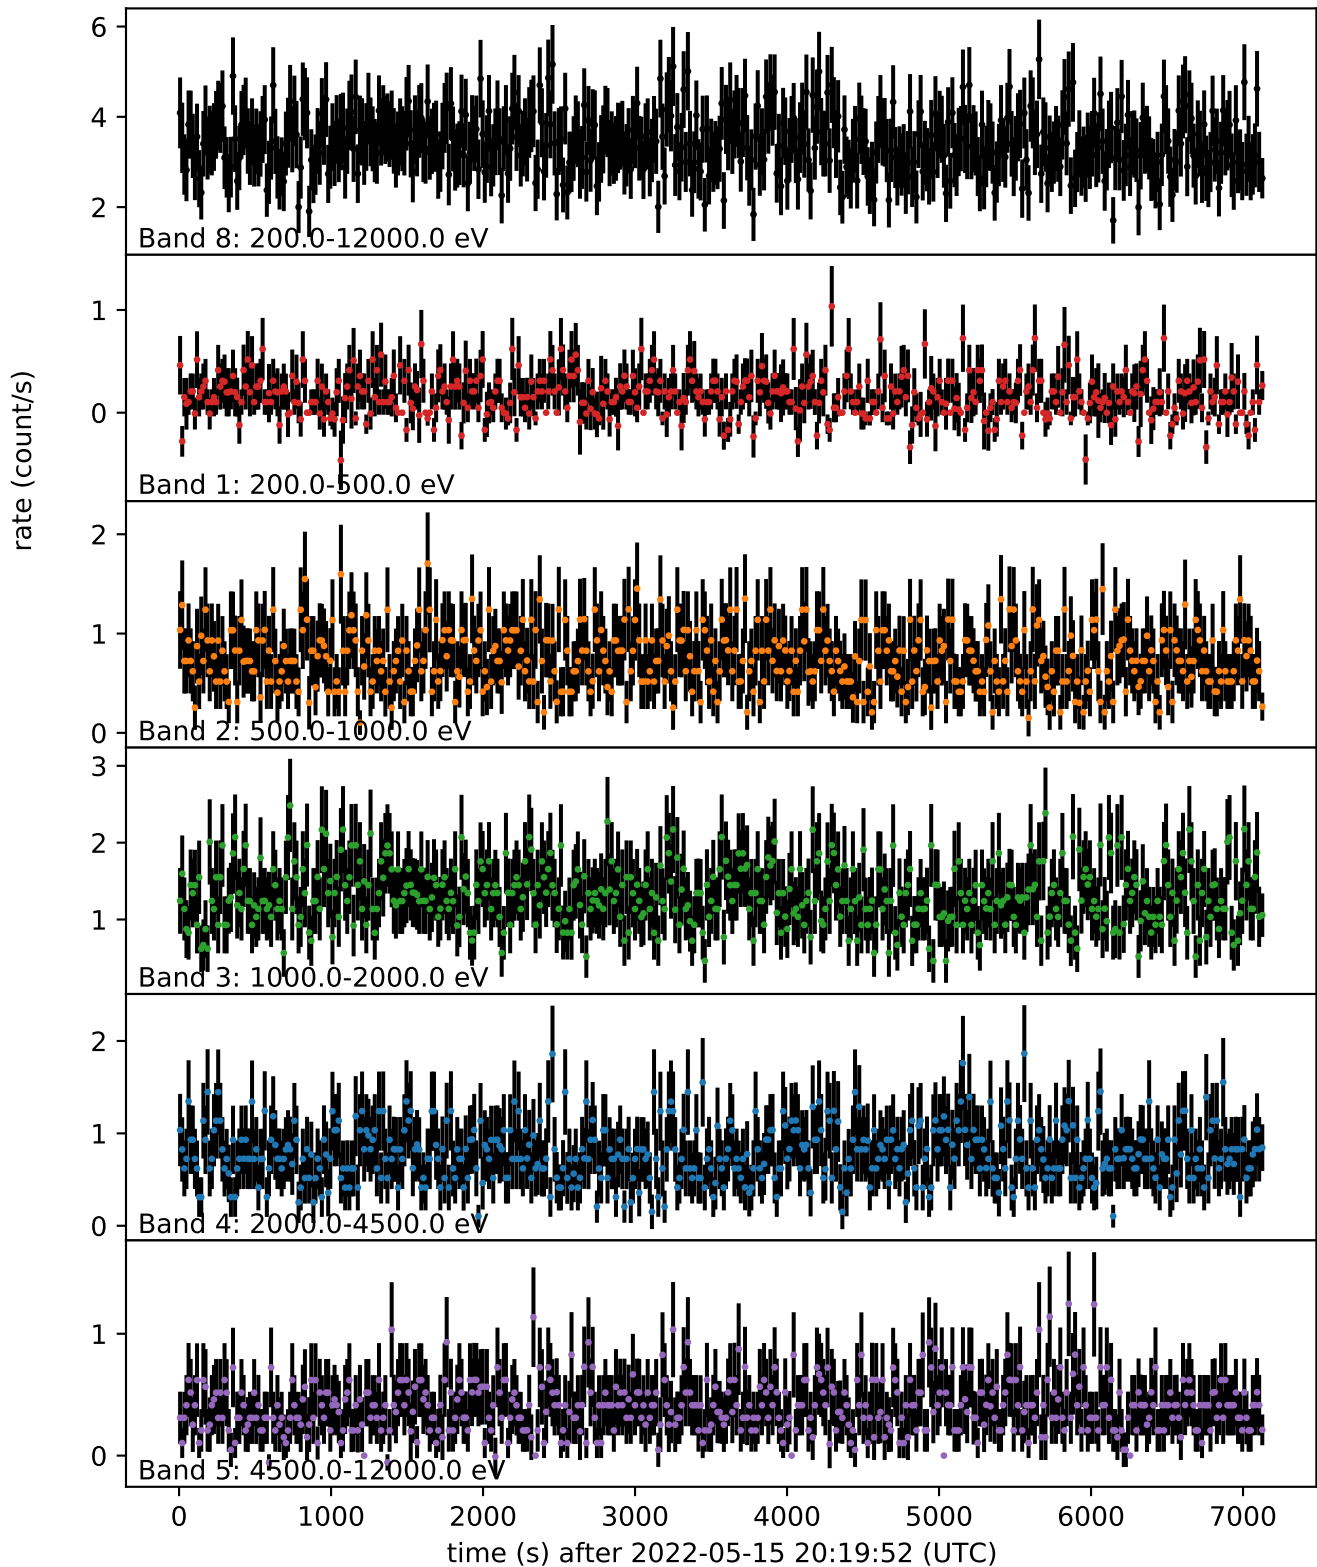 6
4
2
Band 8: 200.0-12000.0 eV
1
0
Band 1: 200.0-500.0 eV
rate (count/s)
2
1
0
Band 2: 500.0-1000.0 eV
3
2
1
Band 3: 1000.0-2000.0 eV
2
1
0
Band 4: 2000.0-4500.0 eV
1
0
Band 5: 4500.0-12000.0 eV
0 1000 2000 3000 4000 5000 6000 7000
time (s) after 2022-05-15 20:19:52 (UTC)